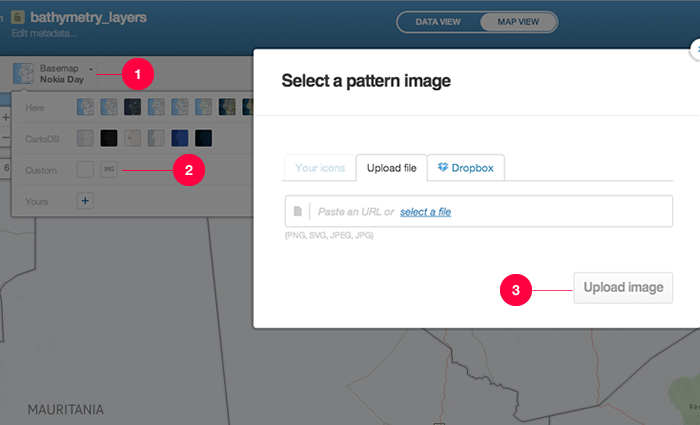 bathymetry_layers
Edit metadata...
DATA VIEW
MAP VIEW
Basemap
Nokia Day
1
Here
CartoDB
Custom
IMG
2
Yours
6
Select a pattern image
Your icons
Upload file
Dropbox
Paste an URL or select a file
(PNG, SVG, JPEG, JPG)
3
Upload image
MAURITANIA